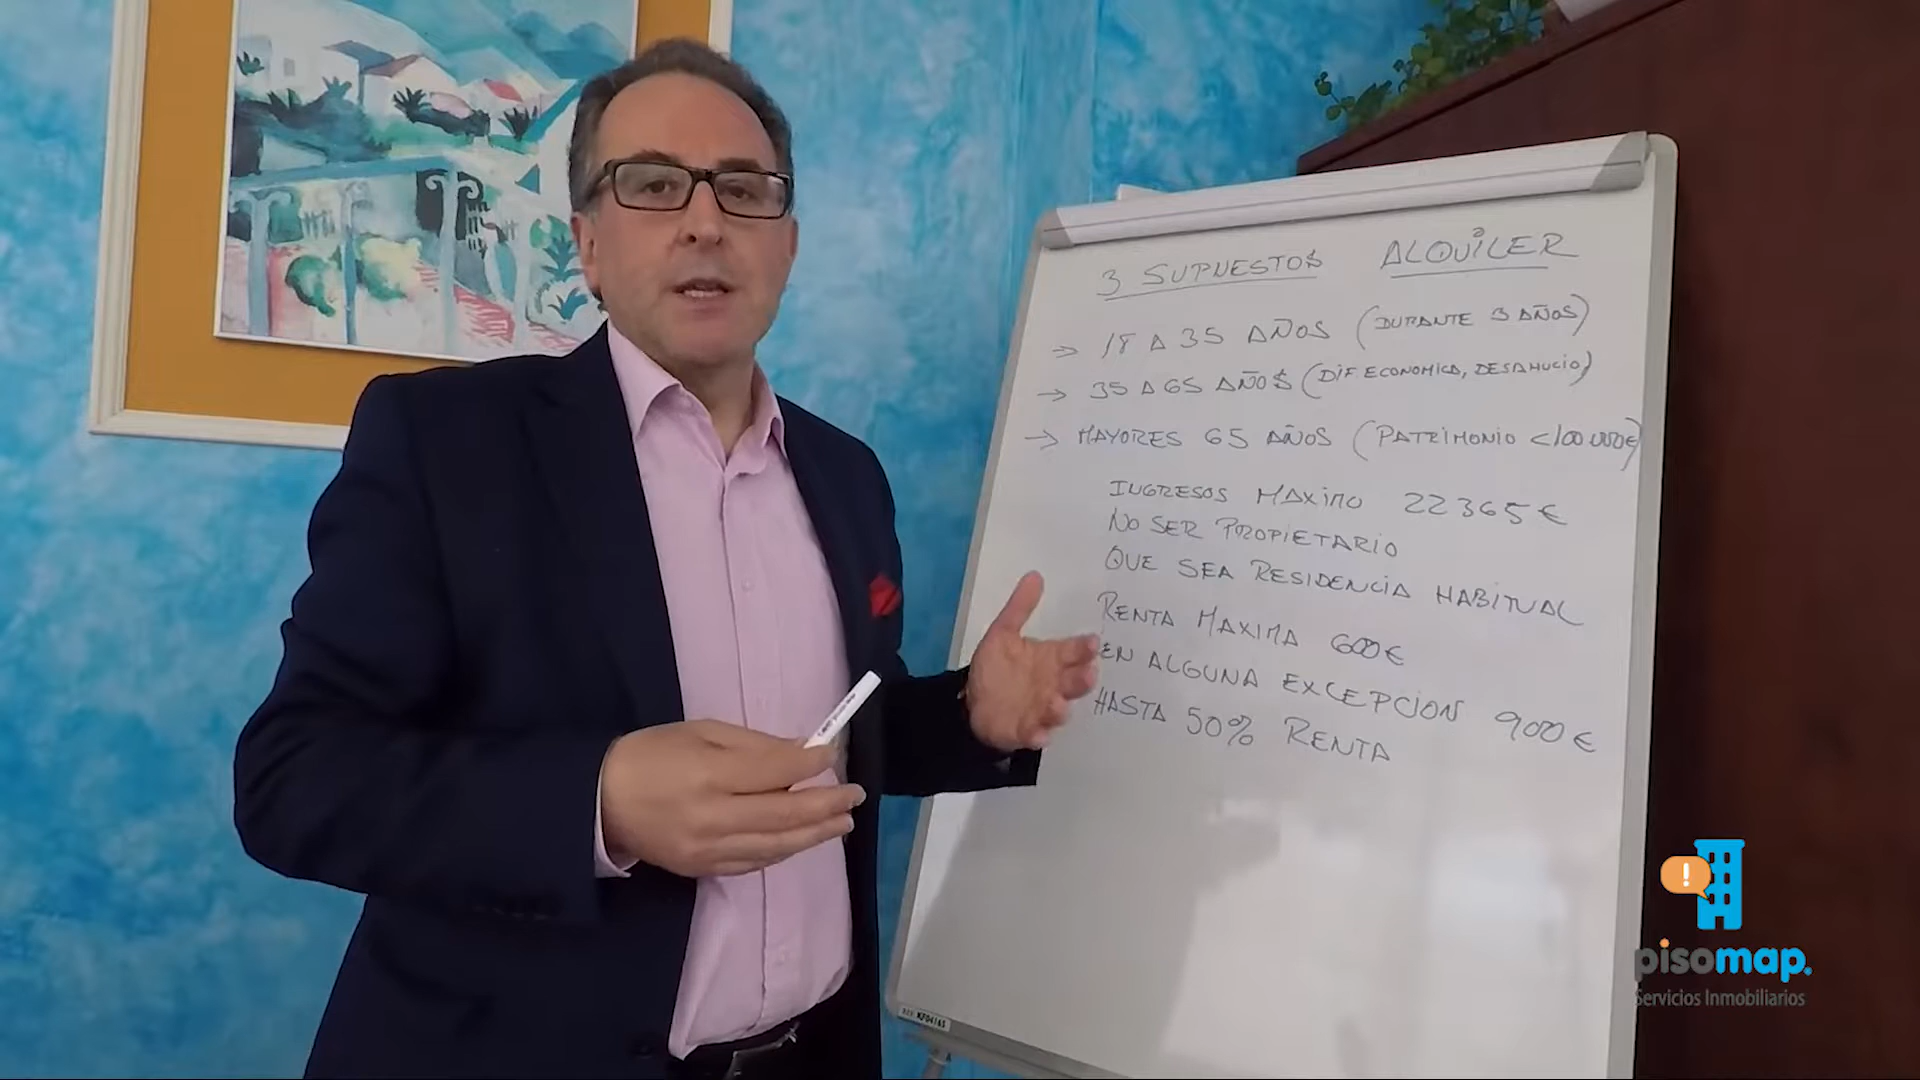 3 SUPUESTOS ALQUILER
→ 18 A 35 AÑOS (DURANTE 3 AÑOS)
→ 35 A 65 AÑOS (DIF ECONOMICA, DESAHUCIO)
→ MAYORES 65 AÑOS (PATRIMONIO <100.000€)
INGRESOS MAXIMO 22365€
NO SER PROPIETARIO
QUE SEA RESIDENCIA HABITUAL
RENTA MAXIMA 600€
EN ALGUNA EXCEPCION 900€
HASTA 50% RENTA
!
pisomap.
Servicios Inmobiliarios